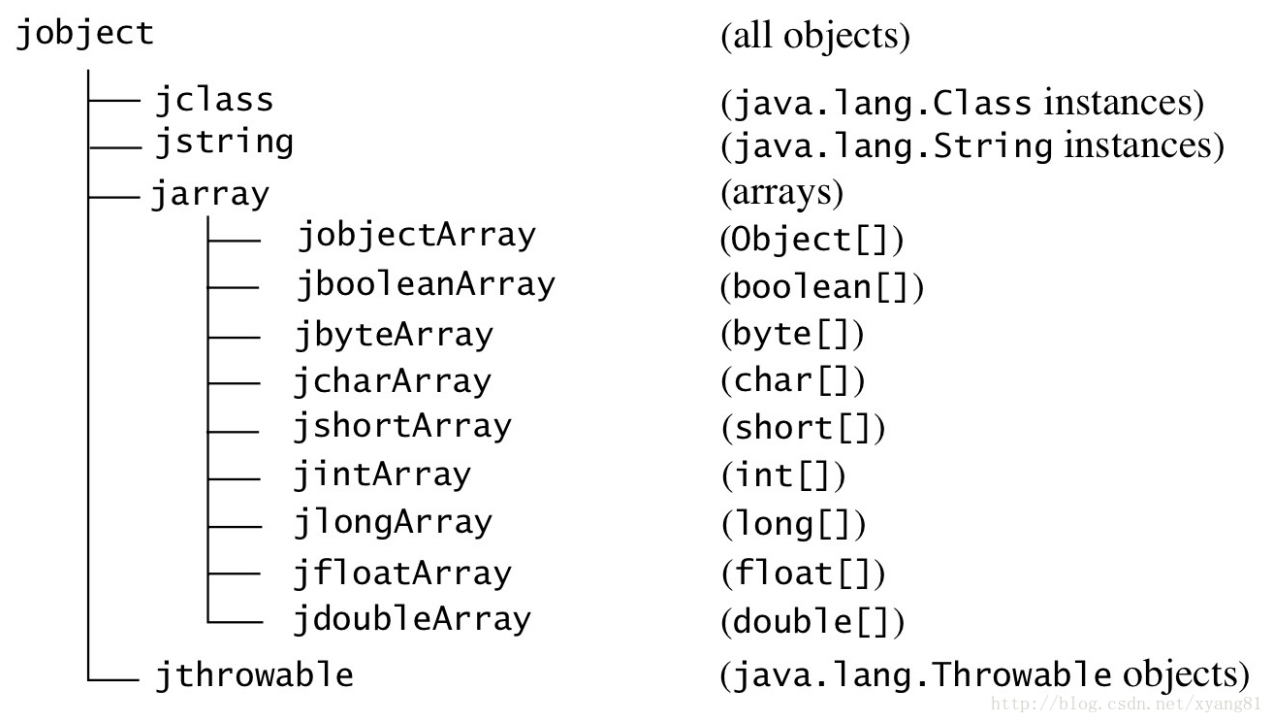 jobject (all objects)
jclass (java.lang.Class instances)
jstring (java.lang.String instances)
jarray (arrays)
jobjectArray (Object[])
jbooleanArray (boolean[])
jbyteArray (byte[])
jcharArray (char[])
jshortArray (short[])
jintArray (int[])
jlongArray (long[])
jfloatArray (float[])
jdoubleArray (double[])
jthrowable (java.lang.Throwable objects)
http://blog.csdn.net/xyang81